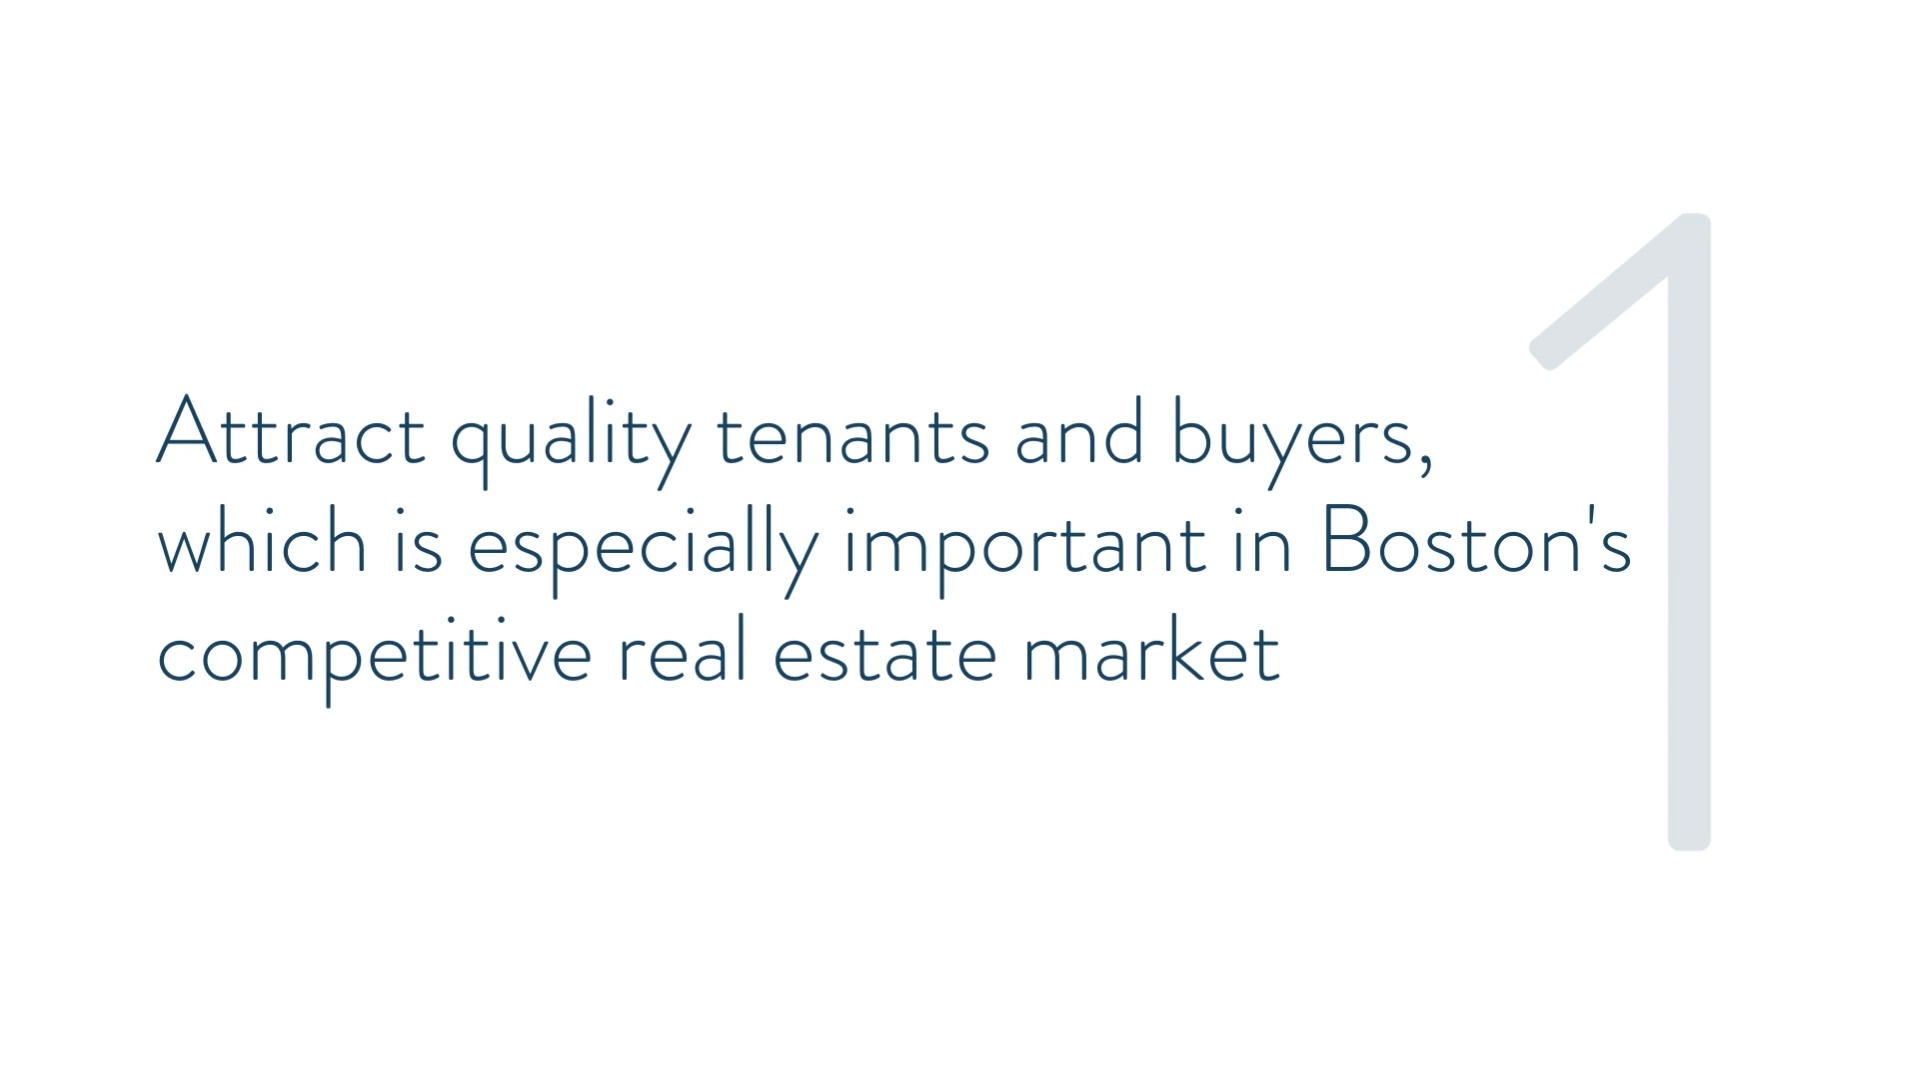 Attract quality tenants and buyers,
which is especially important in Boston's
competitive real estate market
1